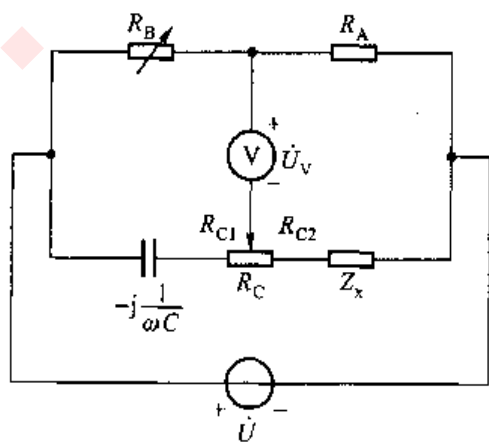 R_B
R_A
+
V
U̇_V
−
R_C1
R_C2
R_C
Z_x
−j 1/ωC
+
−
U̇